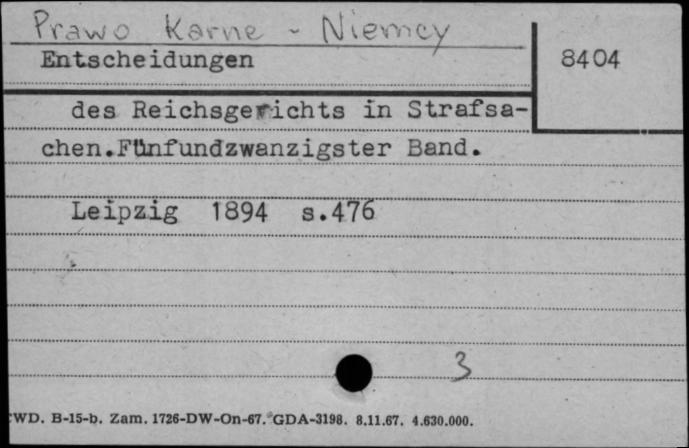 Prawo Karne - Niemcy
Entscheidungen
8404
des Reichsgerichts in Strafsa-
chen.Fünfundzwanzigster Band.
Leipzig 1894 s.476
3
WD. B-15-b. Zam. 1726-DW-On-67. GDA-3198. 8.11.67. 4.630.000.